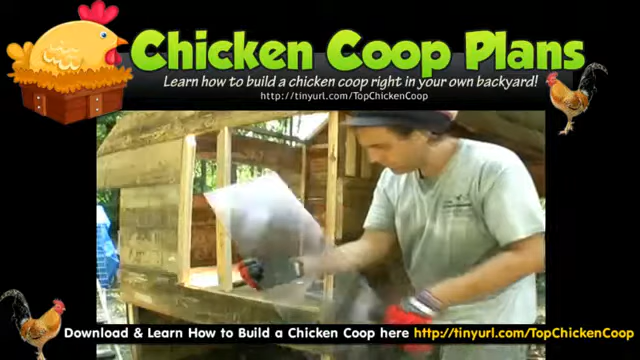 Chicken Coop Plans
Learn how to build a chicken coop right in your own backyard!
http://tinyurl.com/TopChickenCoop
Download & Learn How to Build a Chicken Coop here http://tinyurl.com/TopChickenCoop